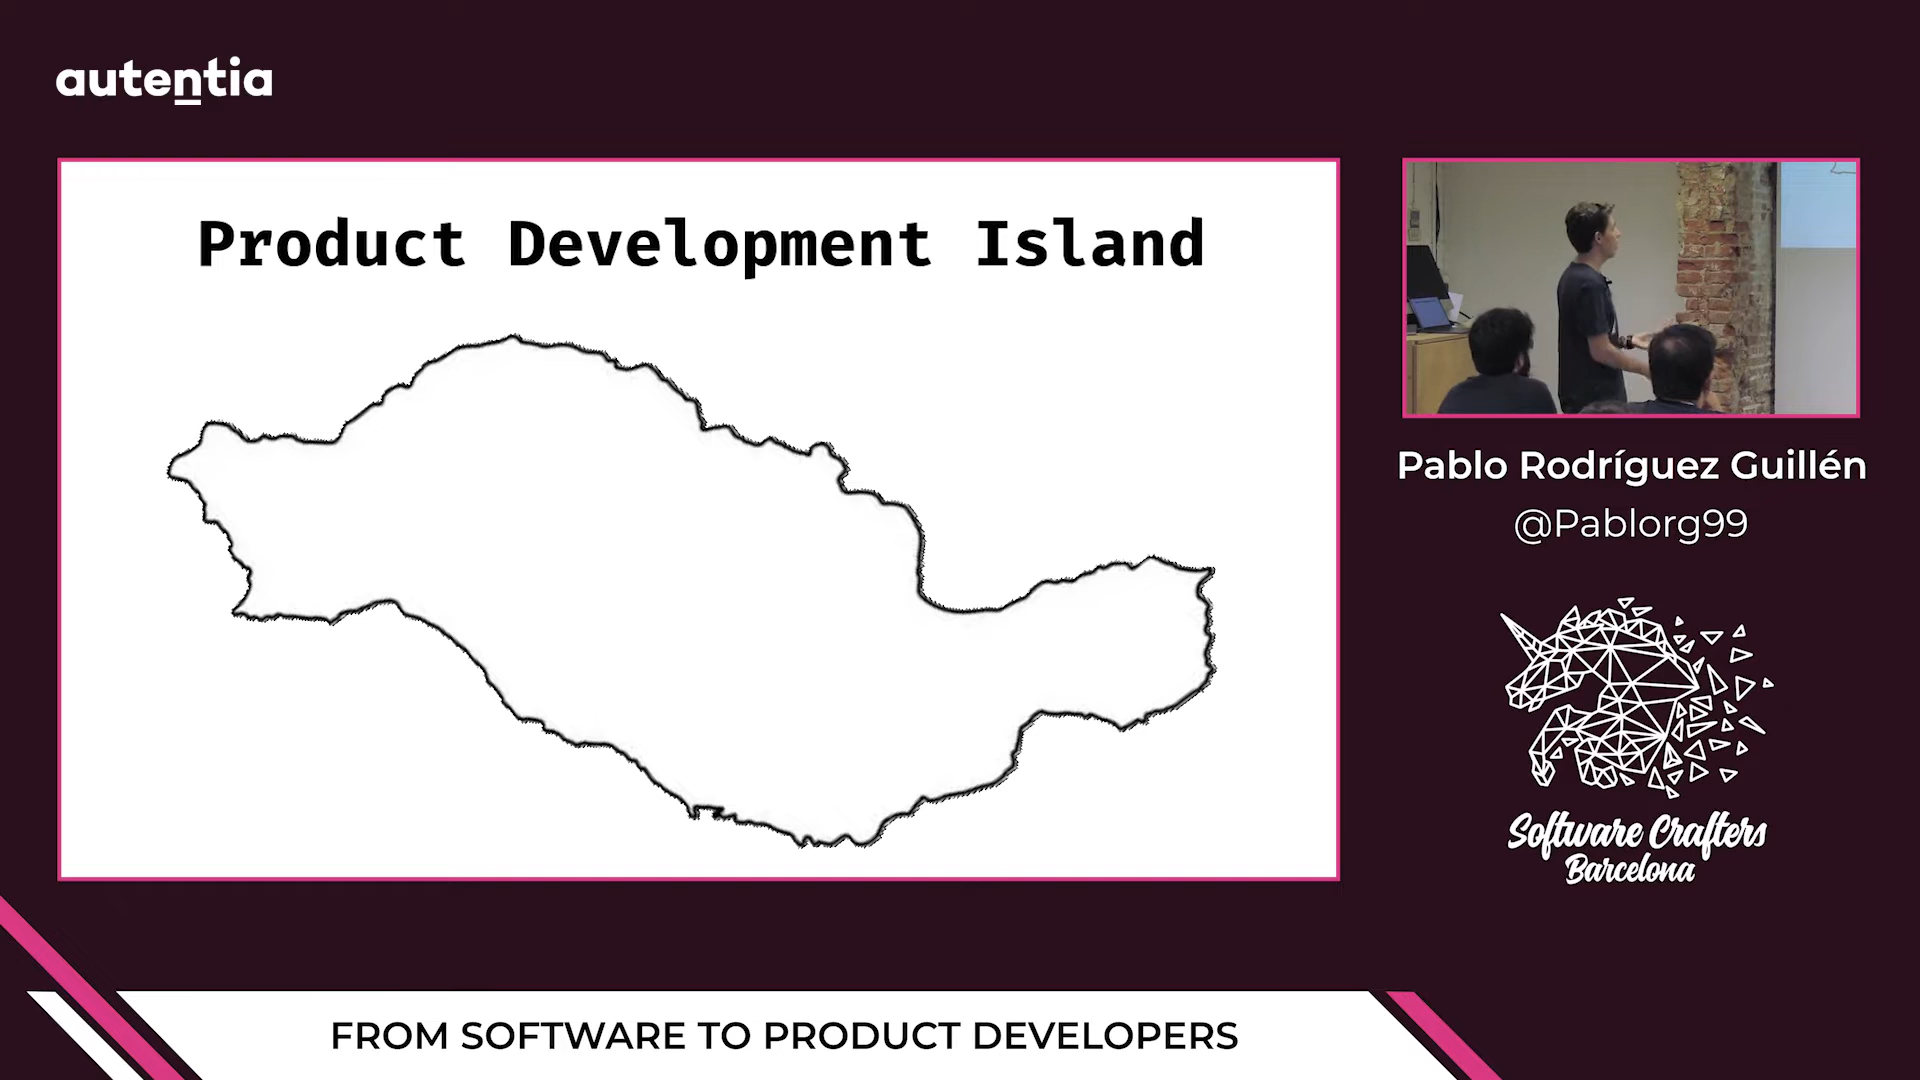 autentia
Product Development Island
Pablo Rodríguez Guillén
@Pablorg99
Software Crafters
Barcelona
FROM SOFTWARE TO PRODUCT DEVELOPERS